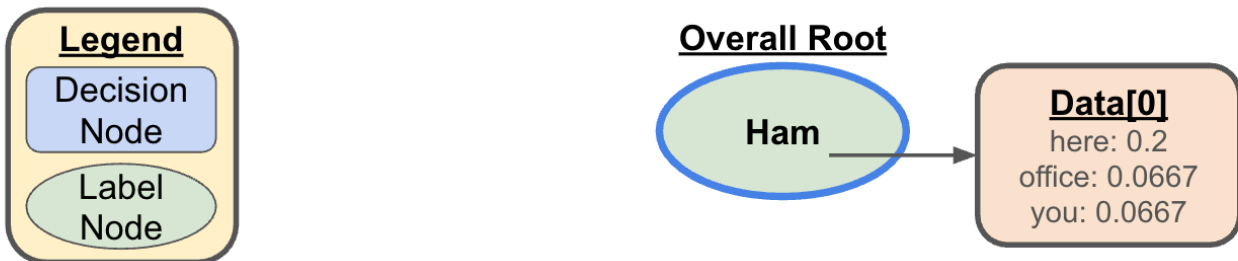 Legend
Decision
Node
Label
Node
Overall Root
Ham
Data[0]
here: 0.2
office: 0.0667
you: 0.0667